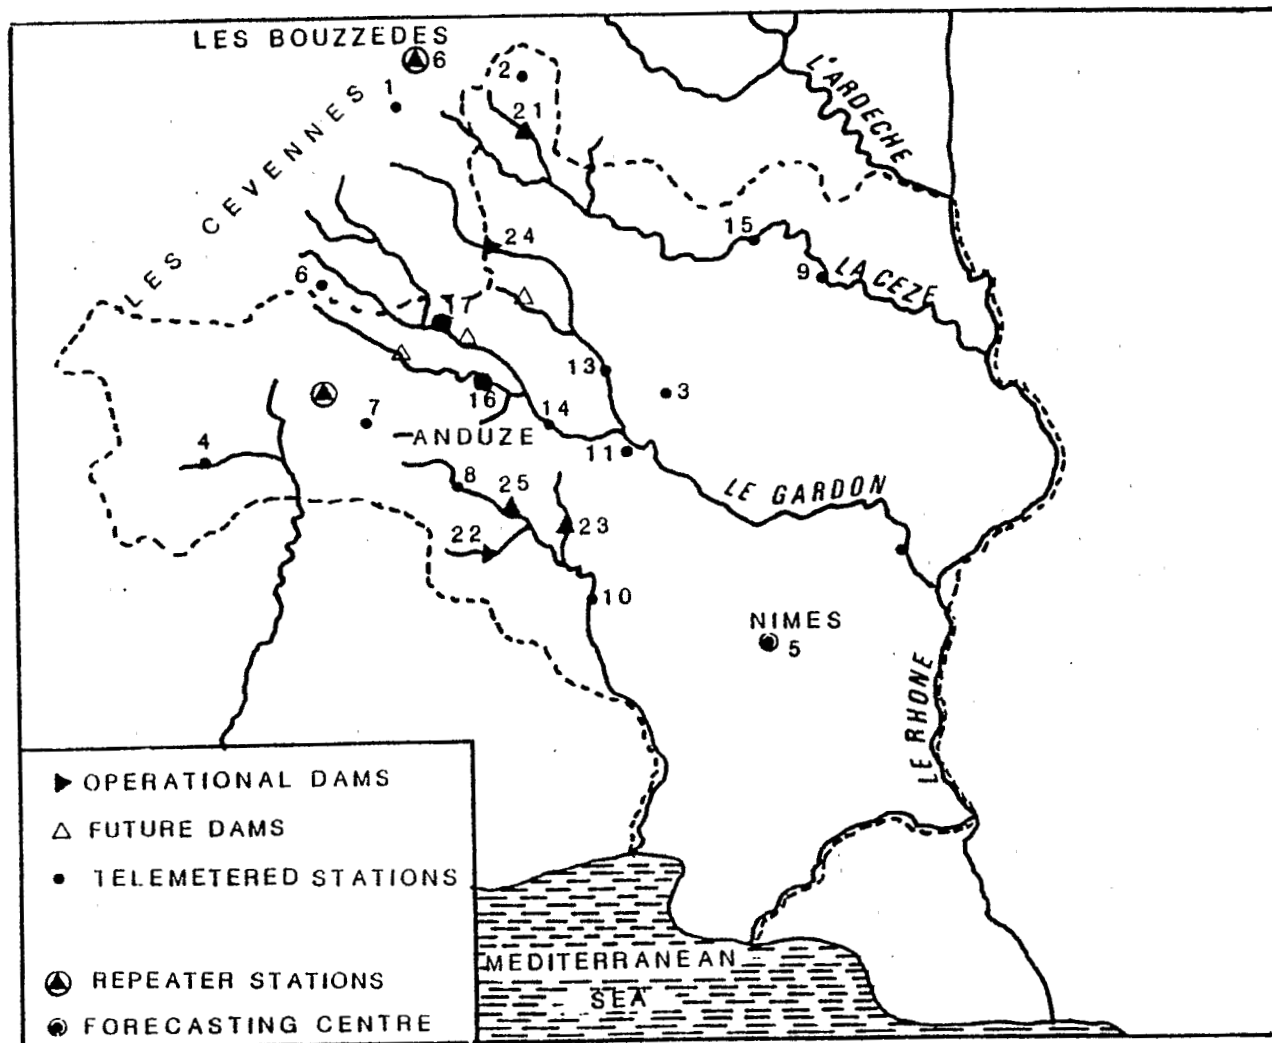 LES BOUZZEDES
6
2
1
21
L'ARDECHE
LES CEVENNES
24
15
6
9
LA CEZE
17
13
3
16
14
7
ANDUZE
4
11
8
25
LE GARDON
22
23
10
NIMES
5
LE RHONE
OPERATIONAL DAMS
FUTURE DAMS
TELEMETERED STATIONS
REPEATER STATIONS
FORECASTING CENTRE
MEDITERRANEAN
SEA